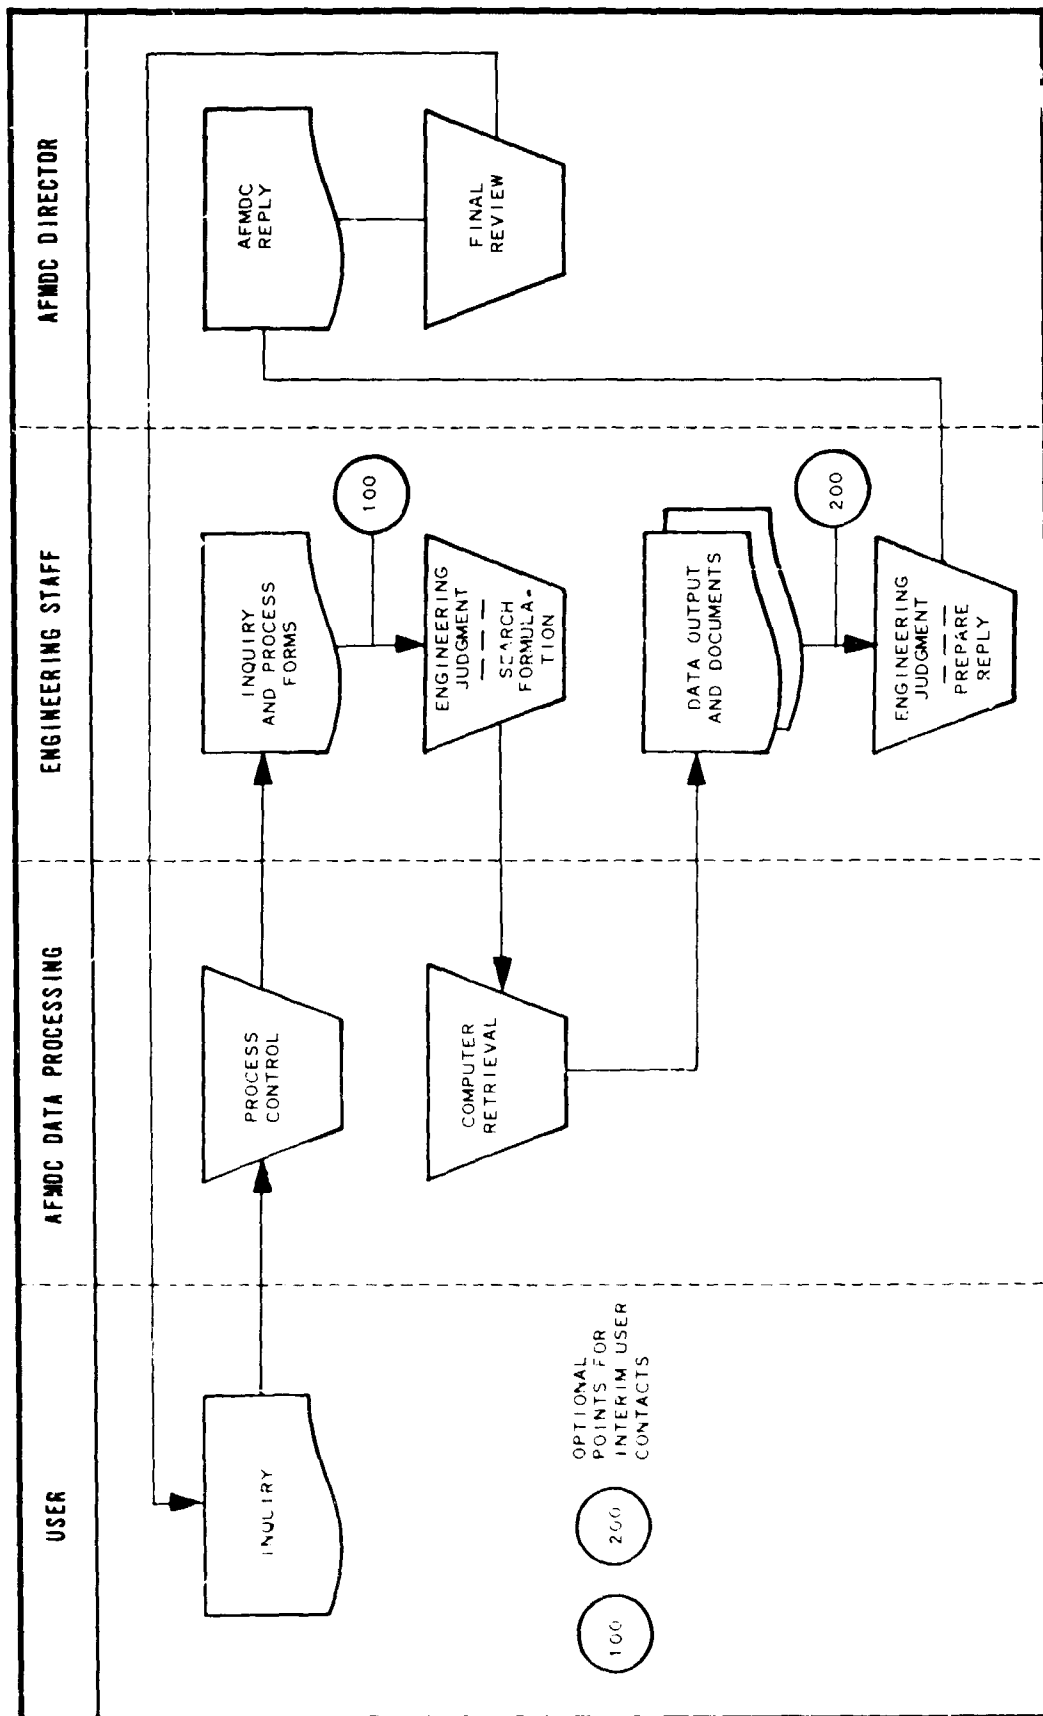 USER
AFMDC DATA PROCESSING
ENGINEERING STAFF
AFMDC DIRECTOR
INQUIRY
PROCESS
CONTROL
INQUIRY
AND PROCESS
FORMS
100
AFMDC
REPLY
COMPUTER
RETRIEVAL
ENGINEERING
JUDGMENT
SEARCH
FORMULA-
TION
FINAL
REVIEW
100
200
OPTIONAL
POINTS FOR
INTERIM USER
CONTACTS
DATA OUTPUT
AND DOCUMENTS
200
ENGINEERING
JUDGMENT
PREPARE
REPLY